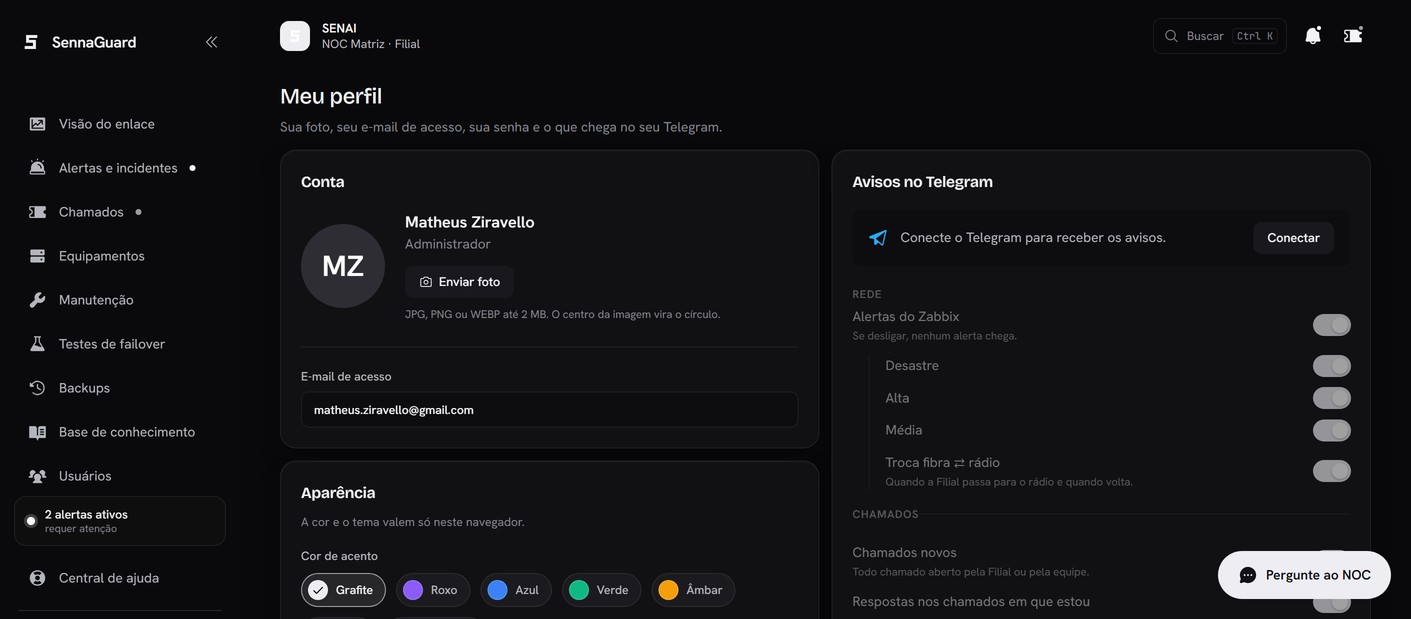 SennaGuard
SENAI
NOC Matriz · Filial
Buscar Ctrl K
Visão do enlace
Alertas e incidentes
Chamados
Equipamentos
Manutenção
Testes de failover
Backups
Base de conhecimento
Usuários
2 alertas ativos
requer atenção
Central de ajuda
Meu perfil
Sua foto, seu e-mail de acesso, sua senha e o que chega no seu Telegram.
Conta
MZ
Matheus Ziravello
Administrador
Enviar foto
JPG, PNG ou WEBP até 2 MB. O centro da imagem vira o círculo.
E-mail de acesso
matheus.ziravello@gmail.com
Aparência
A cor e o tema valem só neste navegador.
Cor de acento
Grafite Roxo Azul Verde Âmbar
Avisos no Telegram
Conecte o Telegram para receber os avisos. Conectar
REDE
Alertas do Zabbix
Se desligar, nenhum alerta chega.
Desastre
Alta
Média
Troca fibra ⇄ rádio
Quando a Filial passa para o rádio e quando volta.
CHAMADOS
Chamados novos
Todo chamado aberto pela Filial ou pela equipe.
Respostas nos chamados em que estou
Pergunte ao NOC